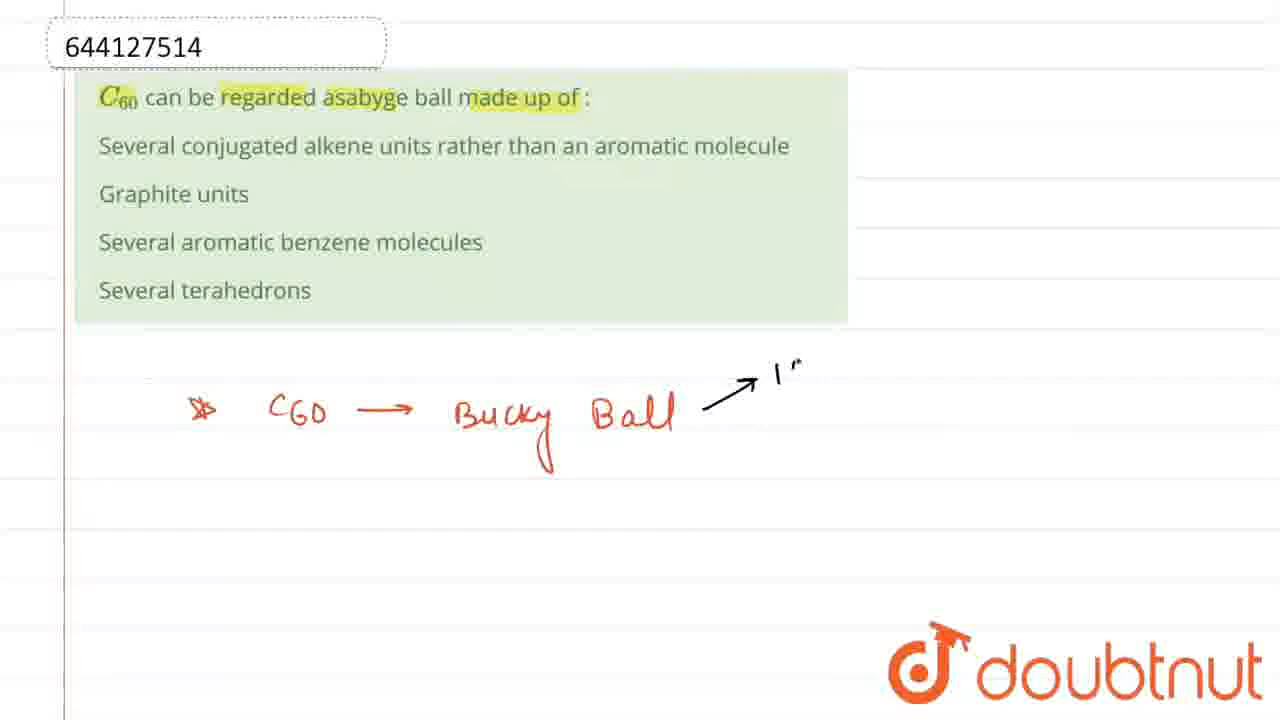 644127514
C60 can be regarded asabyge ball made up of :
Several conjugated alkene units rather than an aromatic molecule
Graphite units
Several aromatic benzene molecules
Several terahedrons
C60 → Bucky Ball
doubtnut